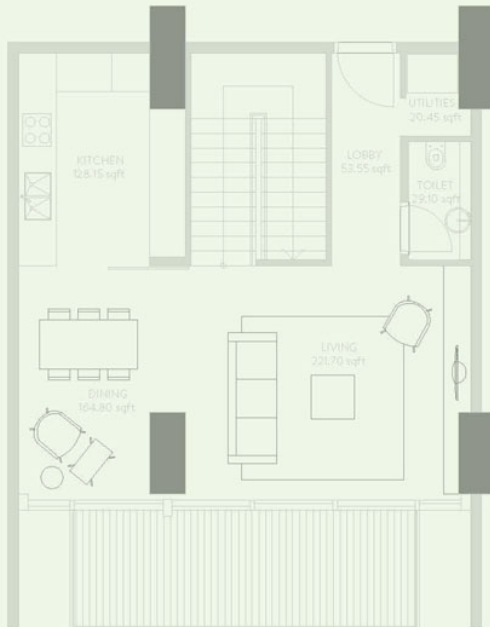 UTILITIES
20.45 sqft
KITCHEN
128.15 sqft
LOBBY
53.55 sqft
TOILET
29.10 sqft
LIVING
221.70 sqft
DINING
164.80 sqft